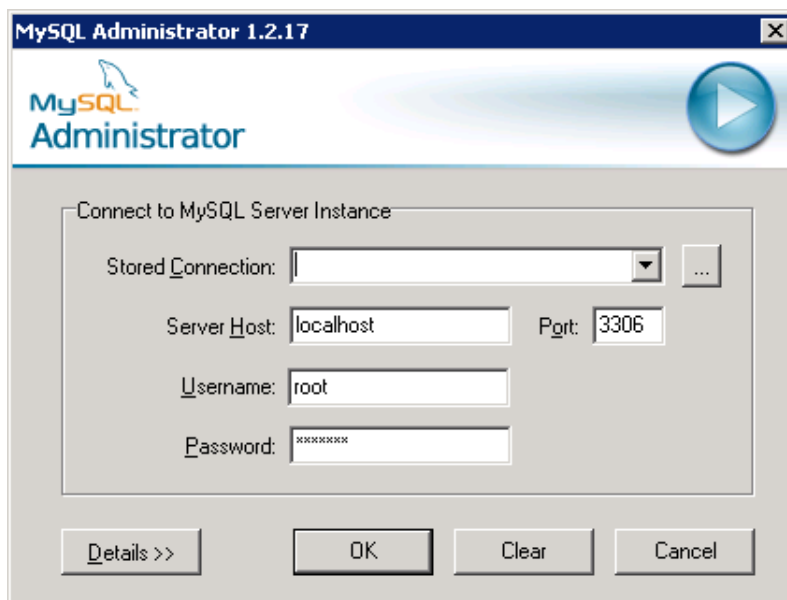 MySQL Administrator 1.2.17
MySQL
Administrator
Connect to MySQL Server Instance
Stored Connection:
...
Server Host: localhost Port: 3306
Username: root
Password: *******
Details >> OK Clear Cancel